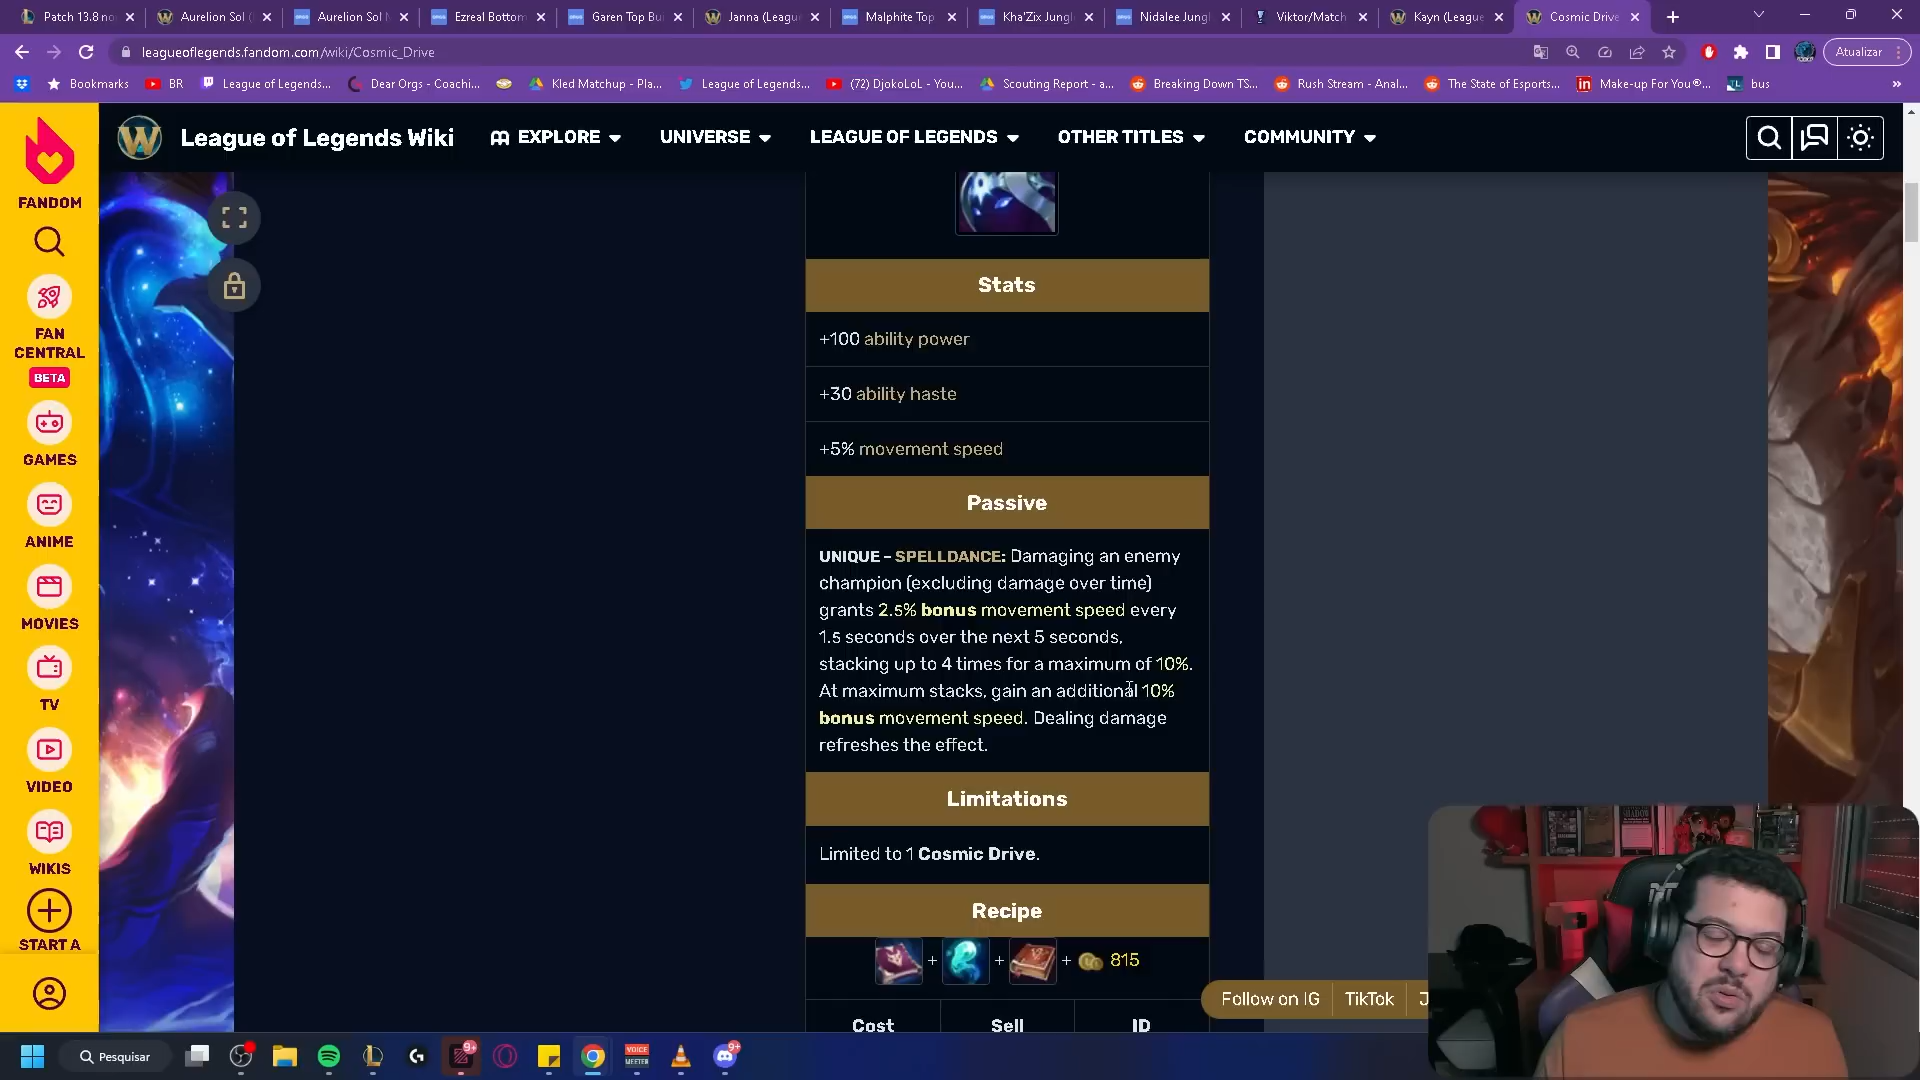 Patch 13.8 no
Aurelion Sol (
Aurelion Sol M
Ezreal Bottom
Garen Top Bu
Janna (Leagu
Malphite Top
Kha'Zix Jungl
Nidalee Jungl
Viktor/Match
Kayn (League
Cosmic Drive
leagueoflegends.fandom.com/wiki/Cosmic_Drive
Atualizar
Bookmarks
BR
League of Legends...
Dear Orgs - Coachi...
Kled Matchup - Pla...
League of Legends...
(72) DjokoLoL - You...
Scouting Report - a...
Breaking Down TS...
Rush Stream - Anal...
The State of Esports...
Make-up For You®...
bus
»
League of Legends Wiki
EXPLORE
UNIVERSE
LEAGUE OF LEGENDS
OTHER TITLES
COMMUNITY
FANDOM
FAN
CENTRAL
BETA
GAMES
ANIME
MOVIES
TV
VIDEO
WIKIS
START A
Stats
+100 ability power
+30 ability haste
+5% movement speed
Passive
UNIQUE – SPELLDANCE: Damaging an enemy
champion (excluding damage over time)
grants 2.5% bonus movement speed every
1.5 seconds over the next 5 seconds,
stacking up to 4 times for a maximum of 10%.
At maximum stacks, gain an additional 10%
bonus movement speed. Dealing damage
refreshes the effect.
Limitations
Limited to 1 Cosmic Drive.
Recipe
+ + + 815
Cost
Sell
ID
Follow on IG
TikTok
J
Pesquisar
9+
VOICE
MEETER
9+